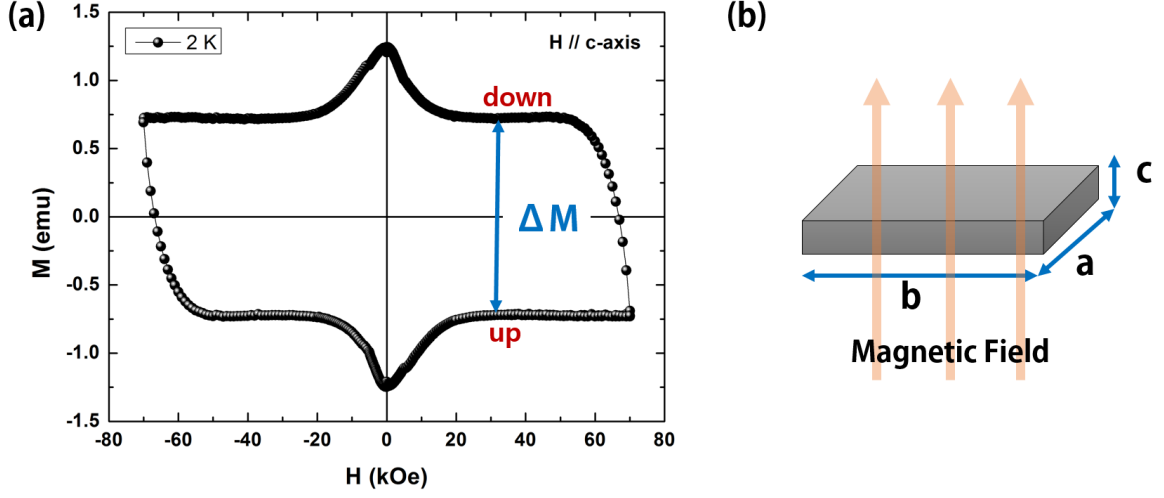 (a)
1.5
1.0
0.5
0.0
-0.5
-1.0
-1.5
M (emu)
2 K
H // c-axis
down
Δ M
up
-80 -60 -40 -20 0 20 40 60 80
H (kOe)
(b)
c
a
b
Magnetic Field